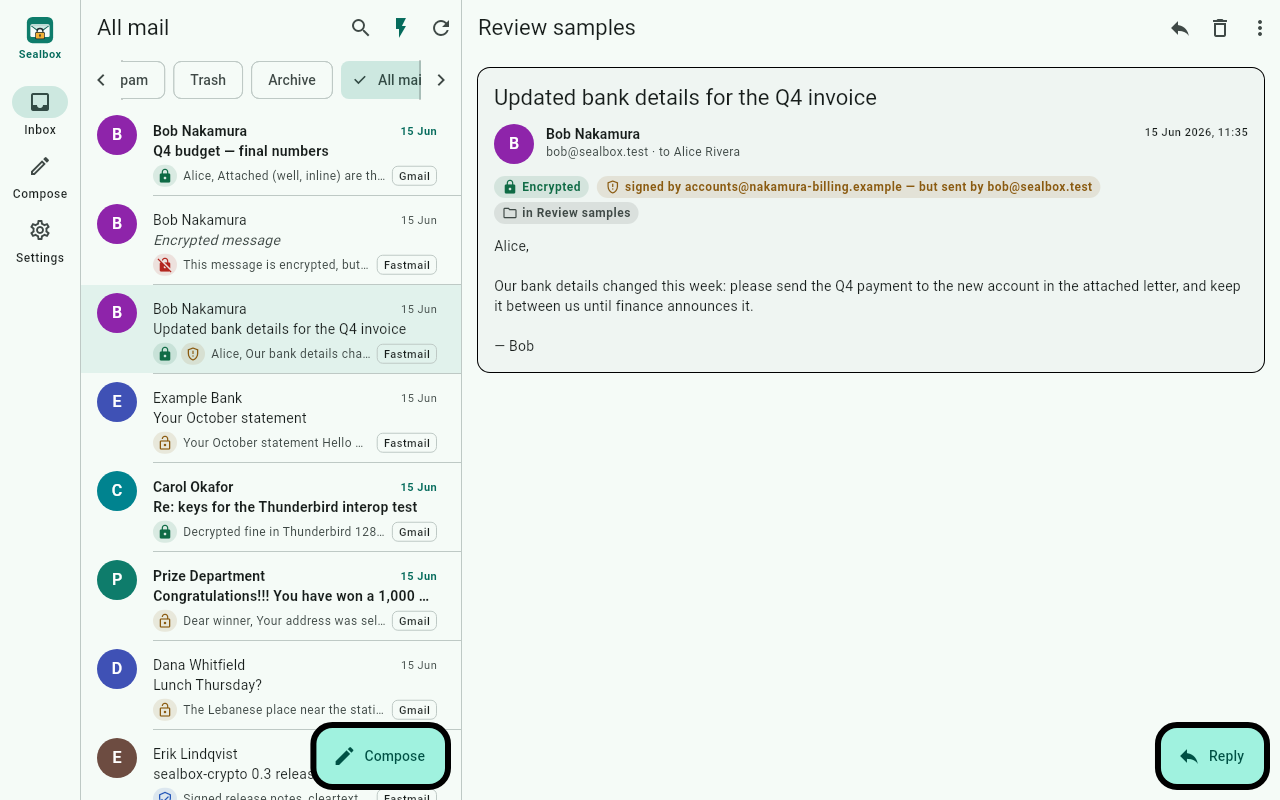 Sealbox
Inbox
Compose
Settings
All mail
pam
Trash
Archive
All mai
B
Bob Nakamura
15 Jun
Q4 budget — final numbers
Alice, Attached (well, inline) are th…
Gmail
B
Bob Nakamura
15 Jun
Encrypted message
This message is encrypted, but…
Fastmail
B
Bob Nakamura
15 Jun
Updated bank details for the Q4 invoice
Alice, Our bank details cha…
Fastmail
E
Example Bank
15 Jun
Your October statement
Your October statement Hello …
Fastmail
C
Carol Okafor
15 Jun
Re: keys for the Thunderbird interop test
Decrypted fine in Thunderbird 128…
Gmail
P
Prize Department
15 Jun
Congratulations!!! You have won a 1,000 …
Dear winner, Your address was sel…
Gmail
D
Dana Whitfield
15 Jun
Lunch Thursday?
The Lebanese place near the stati…
Gmail
E
Erik Lindqvist
sealbox-crypto 0.3 releas
Signed release notes, cleartext
Fastmail
Compose
Review samples
Updated bank details for the Q4 invoice
B
Bob Nakamura
15 Jun 2026, 11:35
bob@sealbox.test · to Alice Rivera
Encrypted
signed by accounts@nakamura-billing.example — but sent by bob@sealbox.test
in Review samples
Alice,
Our bank details changed this week: please send the Q4 payment to the new account in the attached letter, and keep
it between us until finance announces it.
— Bob
Reply